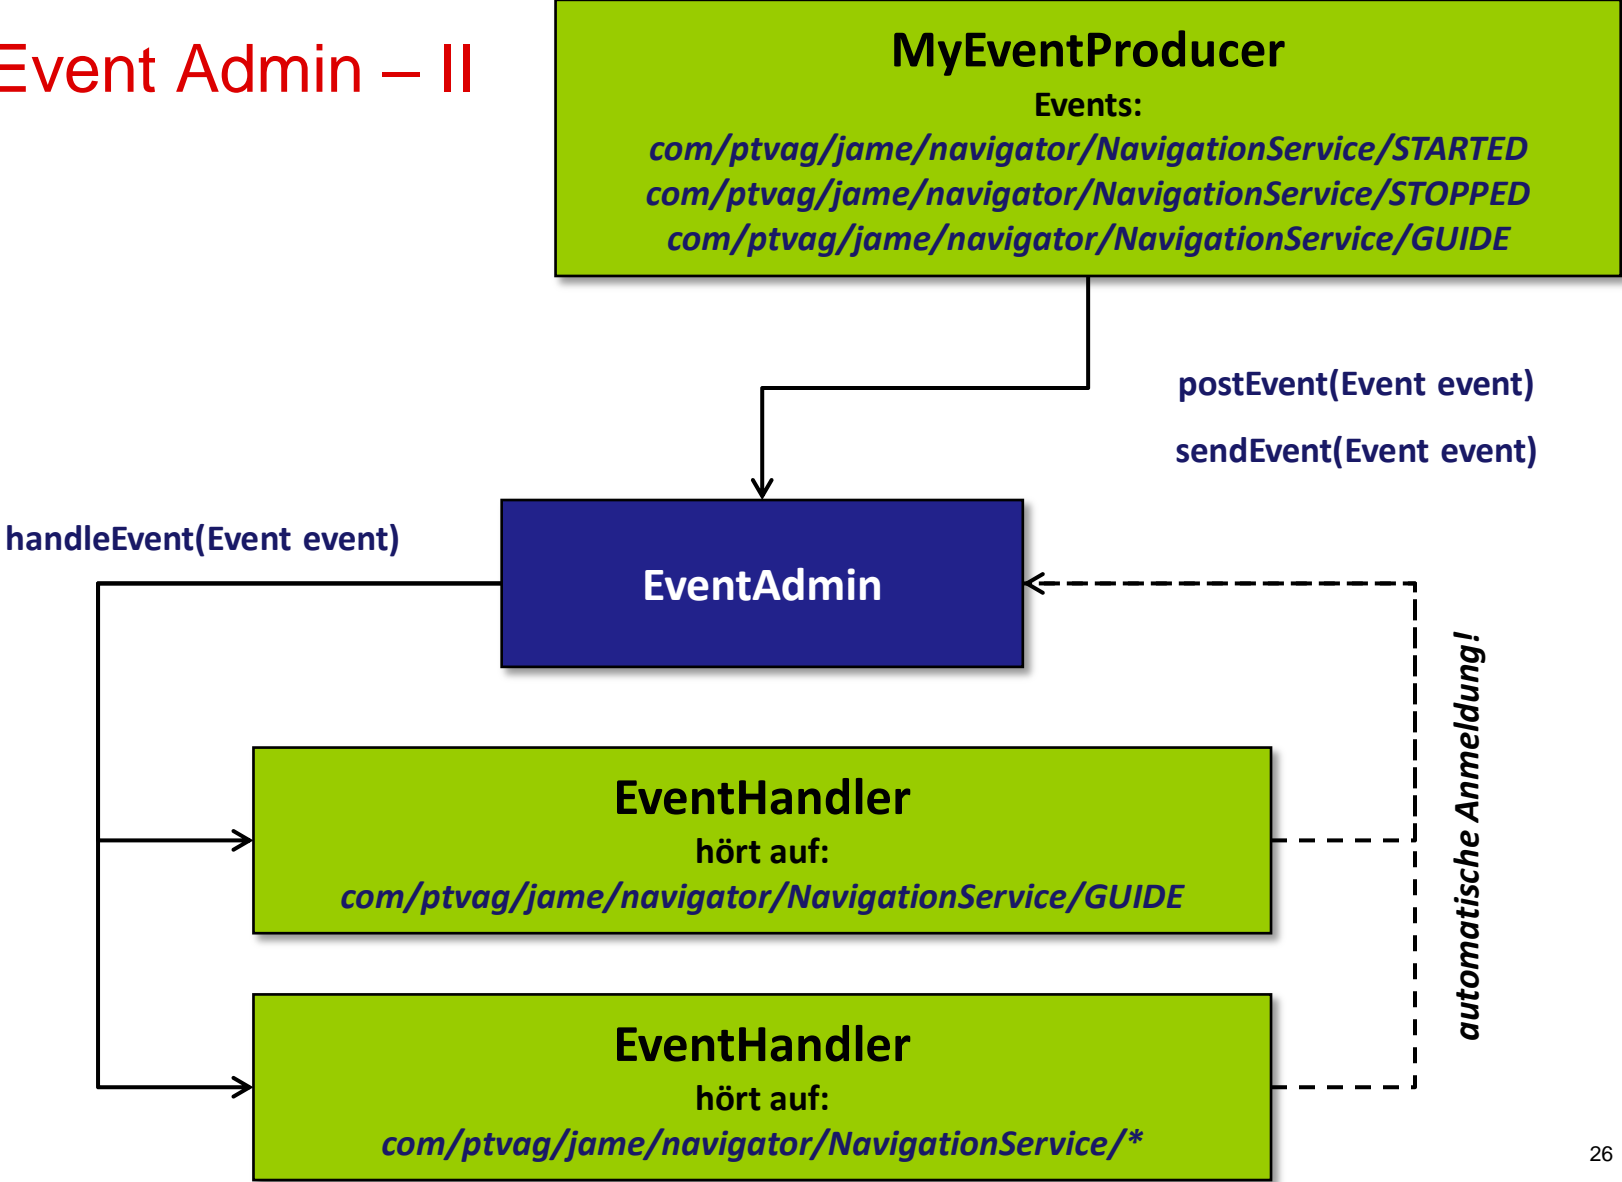 Event Admin – II
MyEventProducer
Events:
com/ptvag/jame/navigator/NavigationService/STARTED
com/ptvag/jame/navigator/NavigationService/STOPPED
com/ptvag/jame/navigator/NavigationService/GUIDE
postEvent(Event event)
sendEvent(Event event)
handleEvent(Event event)
EventAdmin
automatische Anmeldung!
EventHandler
hört auf:
com/ptvag/jame/navigator/NavigationService/GUIDE
EventHandler
hört auf:
com/ptvag/jame/navigator/NavigationService/*
26